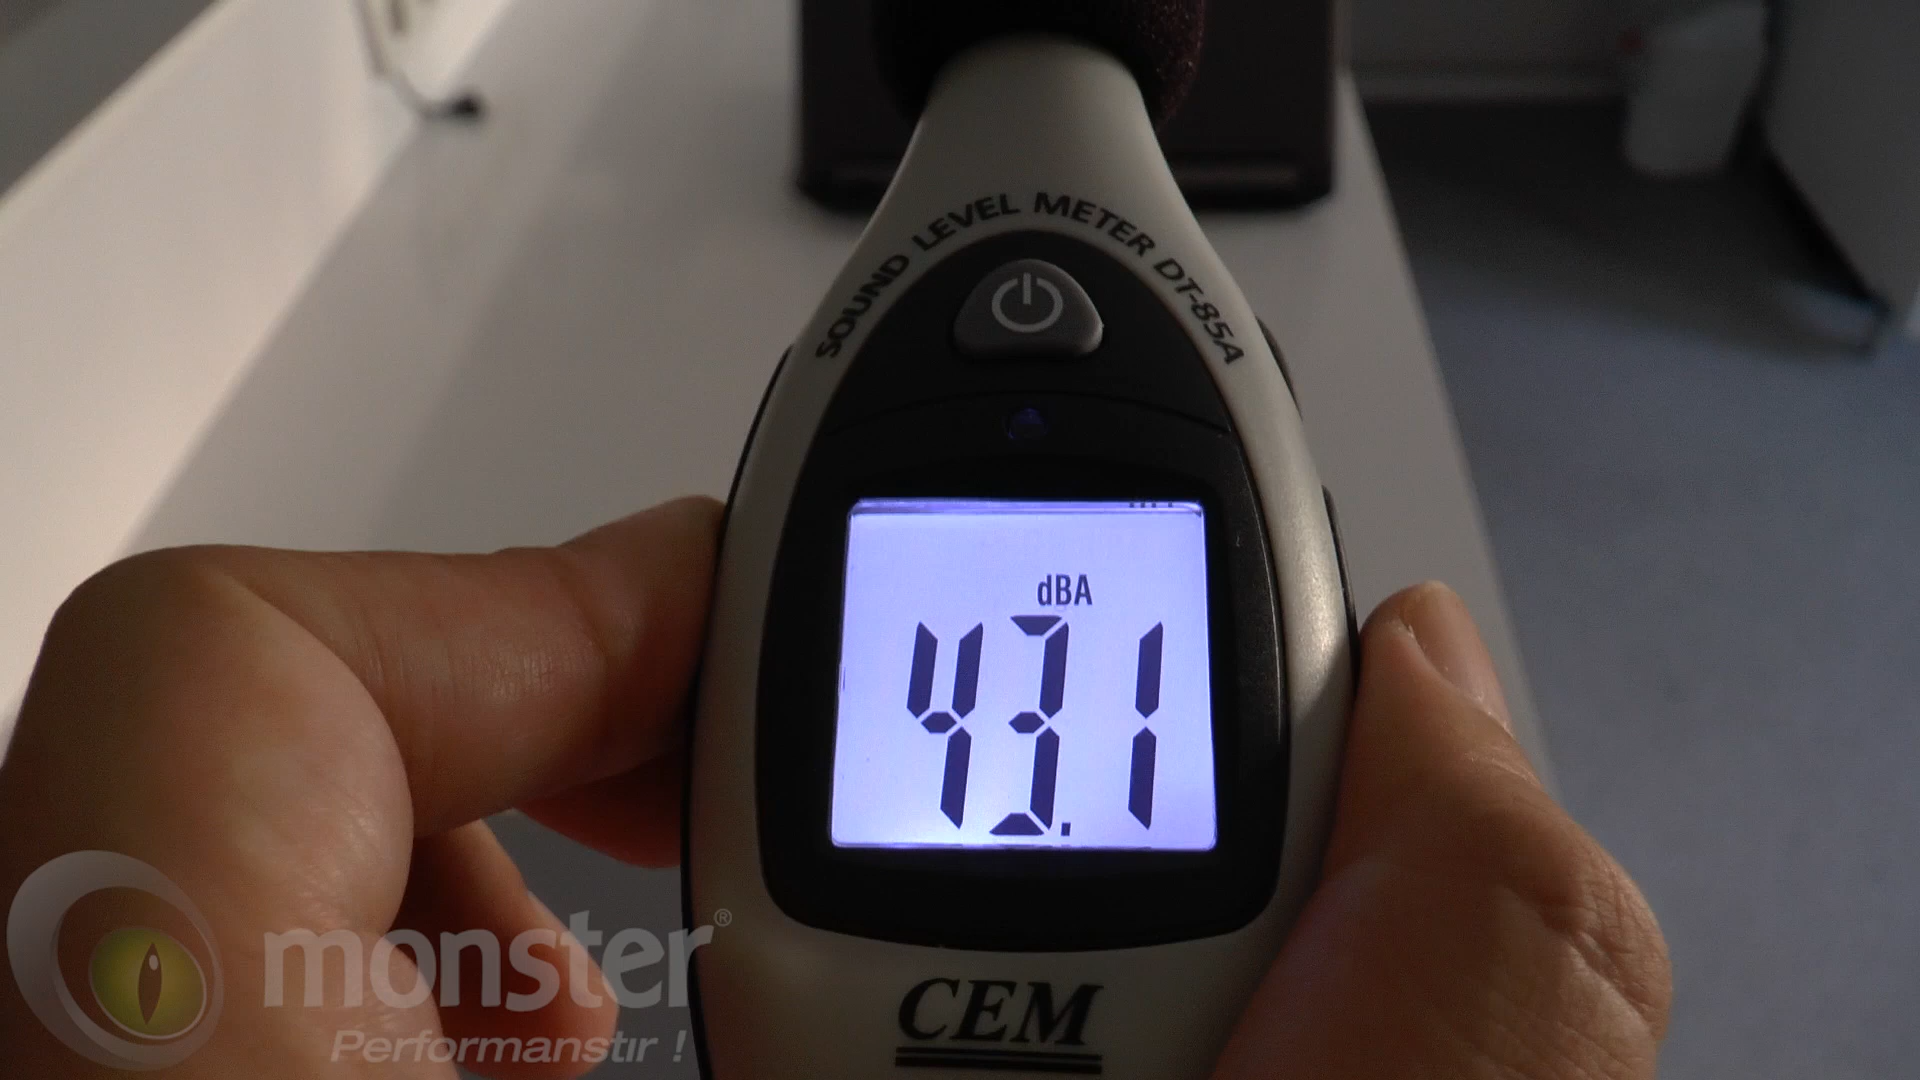 SOUND LEVEL METER DT-85A
dBA
43.1
CEM
monster®
Performanstır !